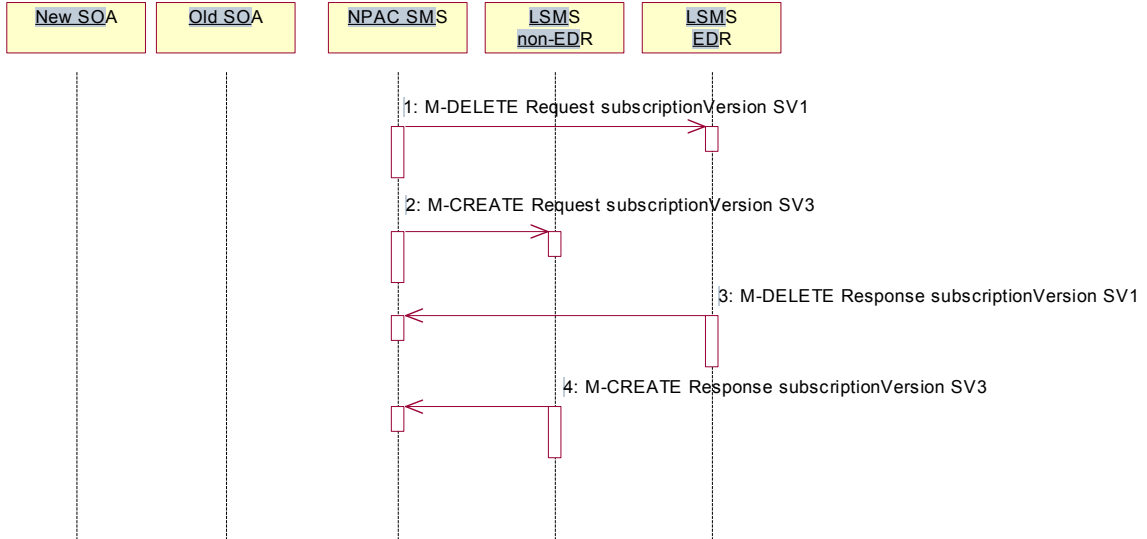 New SOA
Old SOA
NPAC SMS
LSMS
non-EDR
LSMS
EDR
1: M-DELETE Request subscriptionVersion SV1
2: M-CREATE Request subscriptionVersion SV3
3: M-DELETE Response subscriptionVersion SV1
4: M-CREATE Response subscriptionVersion SV3